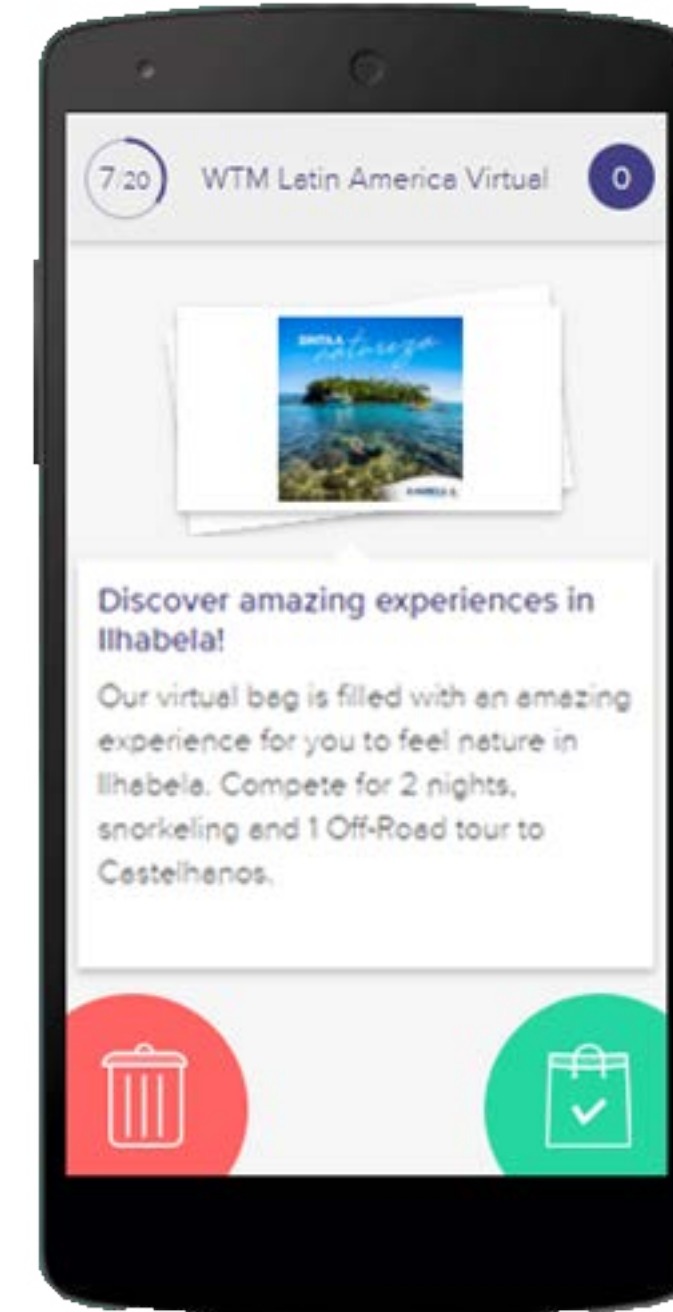 7/20
WTM Latin America Virtual
0
SINTA A
natureza
Discover amazing experiences in
Ilhabela!
Our virtual bag is filled with an amazing
experience for you to feel nature in
Ilhabela. Compete for 2 nights,
snorkeling and 1 Off-Road tour to
Castelhanos.